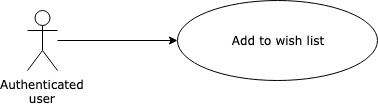 Add to wish list
Authenticated
user